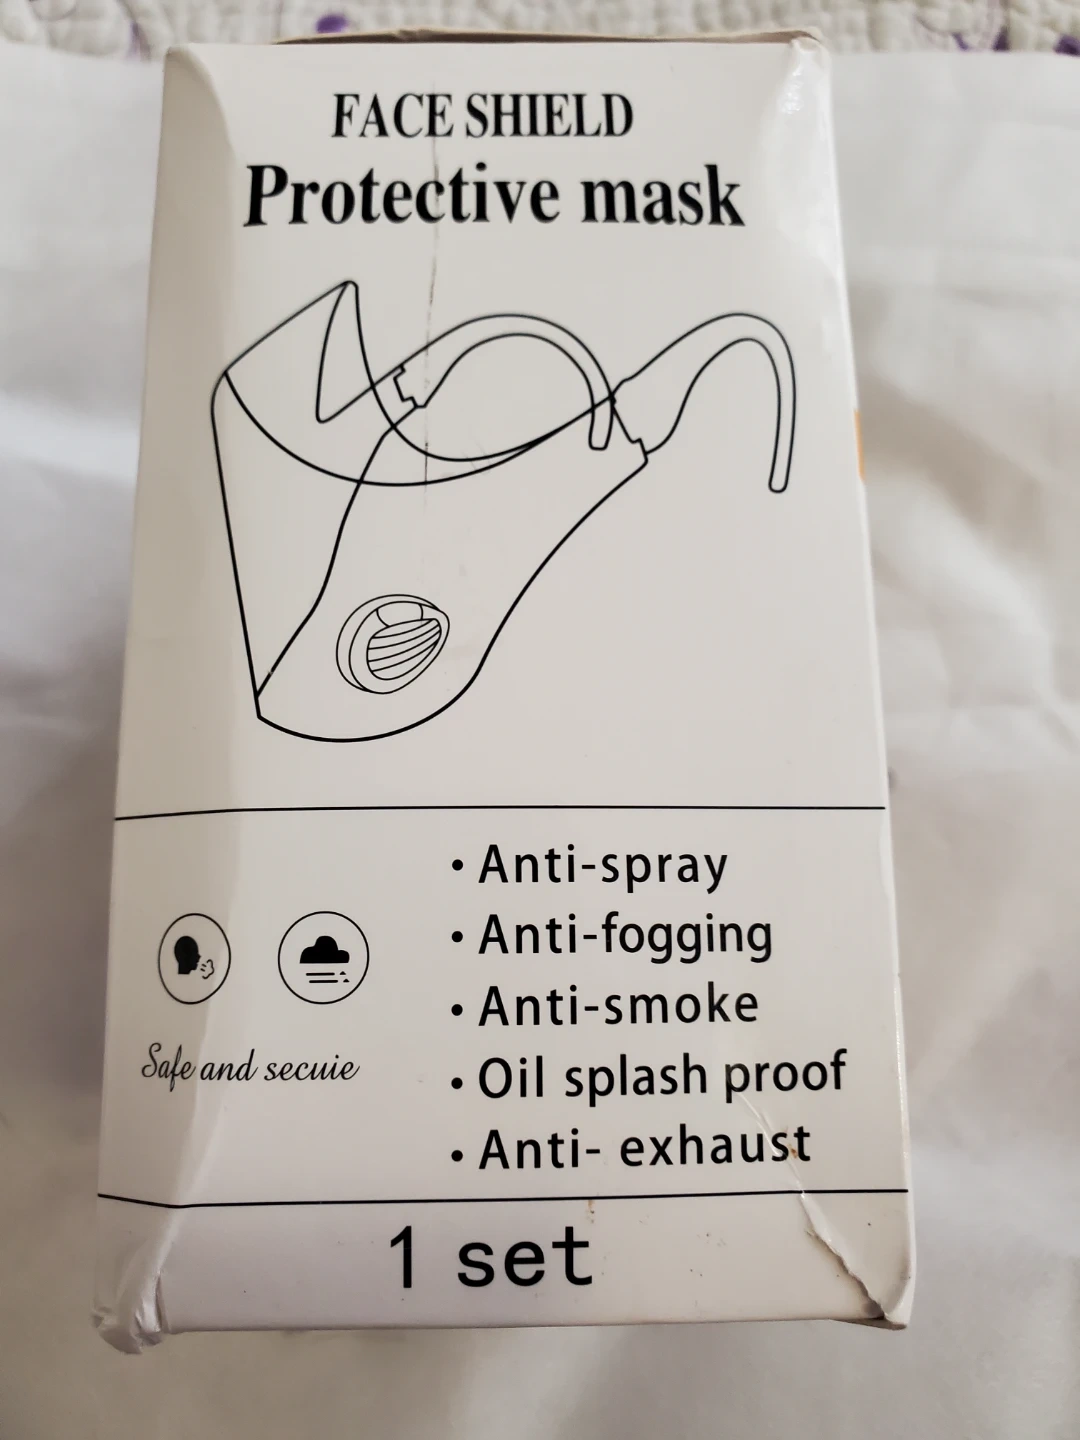 FACE SHIELD
Protective mask
• Anti-spray
• Anti-fogging
• Anti-smoke
• Oil splash proof
• Anti- exhaust
Safe and secuie
1 set